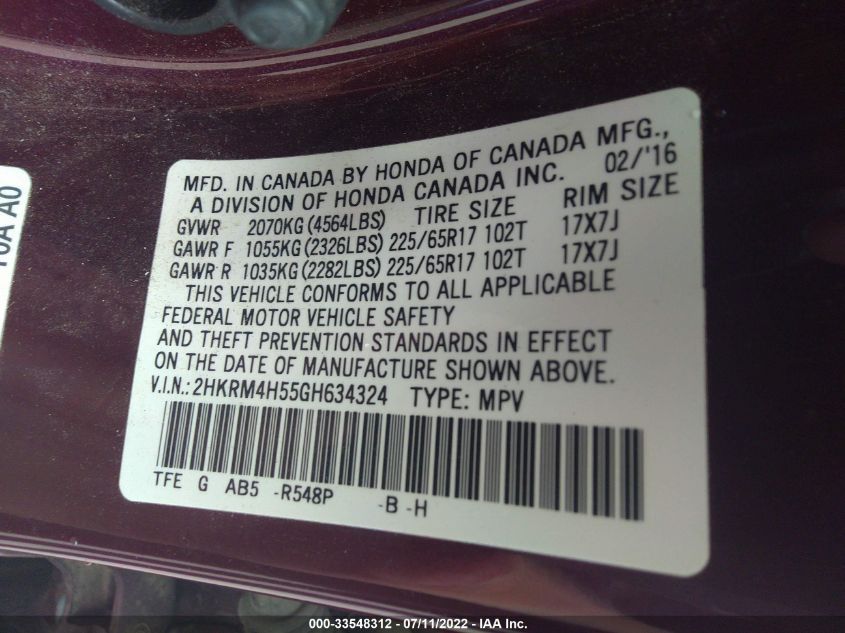 MFD. IN CANADA BY HONDA OF CANADA MFG.,
A DIVISION OF HONDA CANADA INC. 02/'16
GVWR 2070KG (4564LBS) TIRE SIZE RIM SIZE
GAWR F 1055KG (2326LBS) 225/65R17 102T 17X7J
GAWR R 1035KG (2282LBS) 225/65R17 102T 17X7J
THIS VEHICLE CONFORMS TO ALL APPLICABLE
FEDERAL MOTOR VEHICLE SAFETY
AND THEFT PREVENTION STANDARDS IN EFFECT
ON THE DATE OF MANUFACTURE SHOWN ABOVE.
V.I.N.: 2HKRM4H55GH634324 TYPE: MPV
TFE G AB5 -R548P -B -H
A0
000-33548312 - 07/11/2022 - IAA Inc.